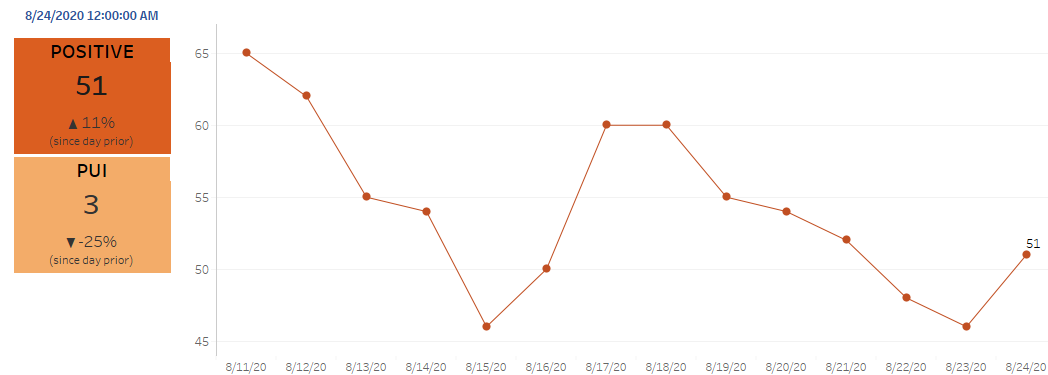 8/24/2020 12:00:00 AM
POSITIVE
51
▲ 11%
(since day prior)
PUI
3
▼ -25%
(since day prior)
65
60
55
50
45
51
8/11/20 8/12/20 8/13/20 8/14/20 8/15/20 8/16/20 8/17/20 8/18/20 8/19/20 8/20/20 8/21/20 8/22/20 8/23/20 8/24/20